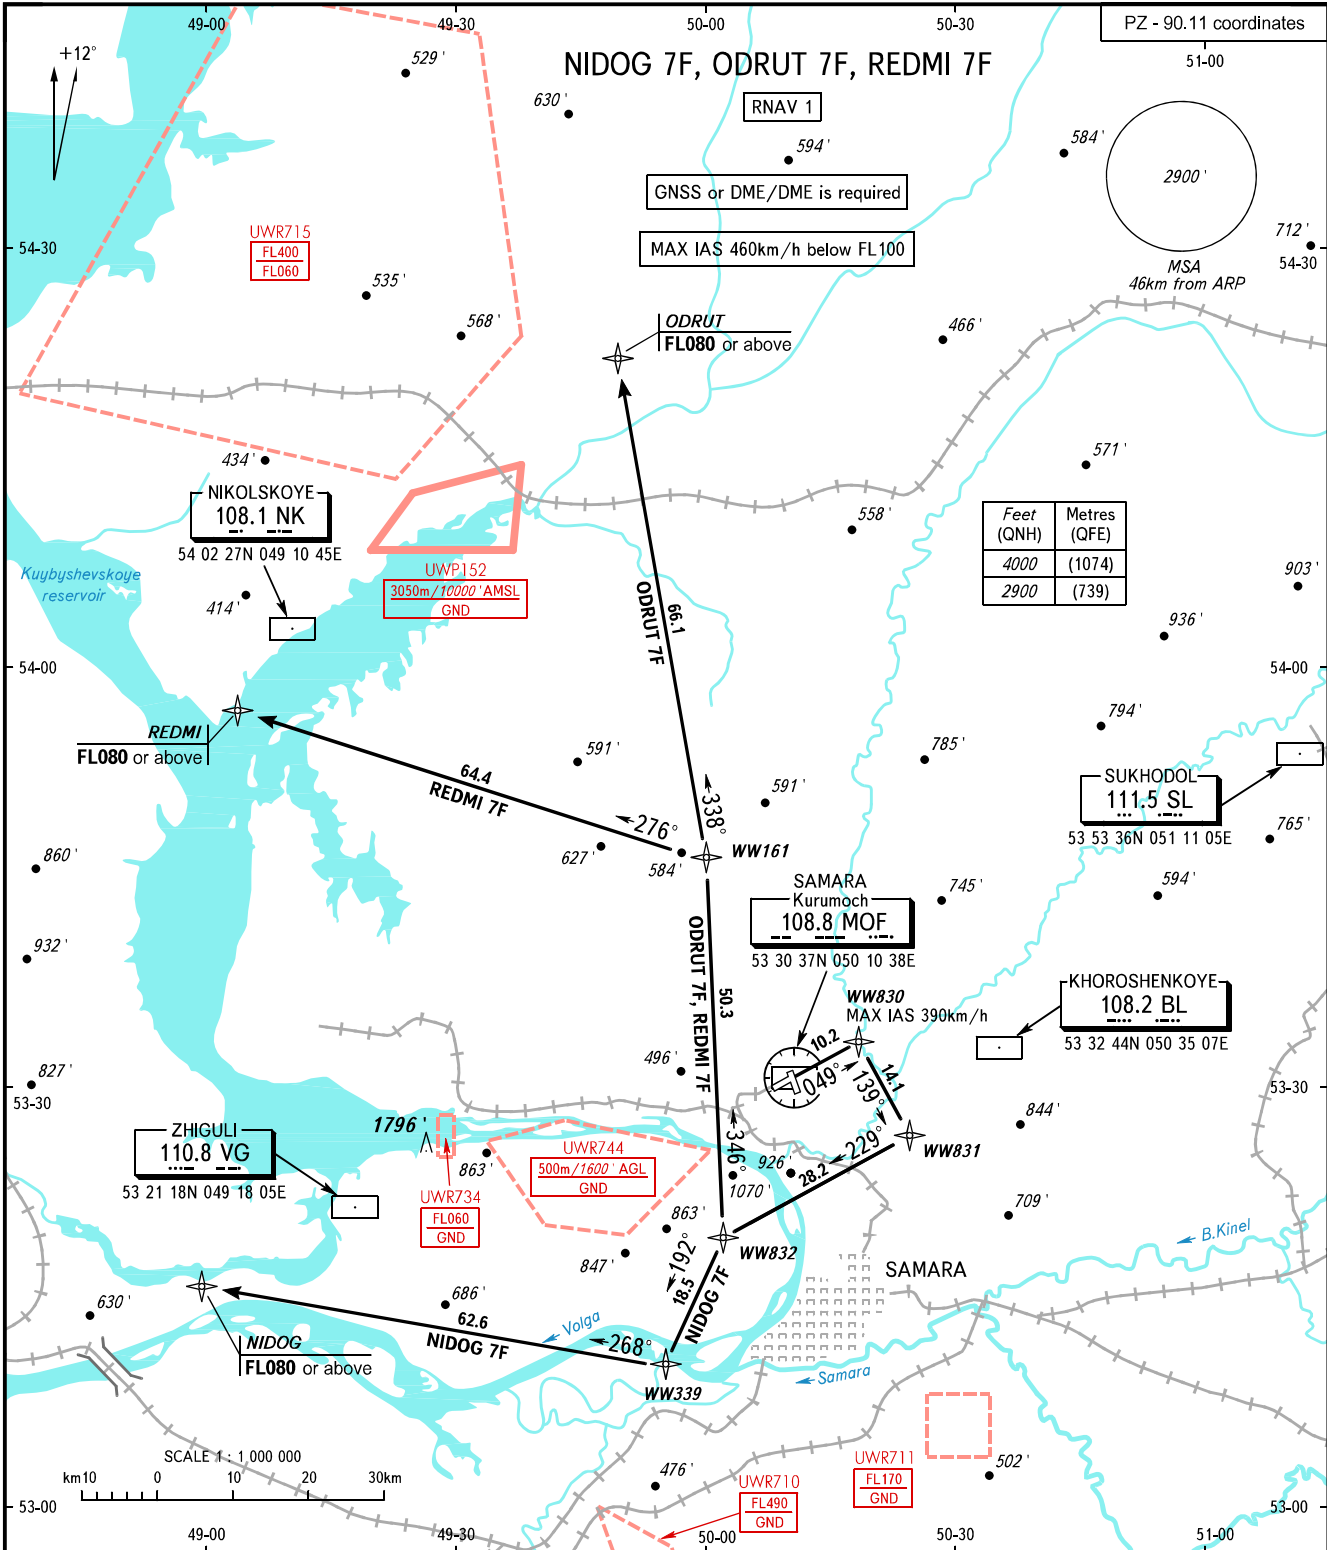 49-00
49-30
50-00
50-30
PZ - 90.11 coordinates
51-00
+12°
529 '
NIDOG 7F, ODRUT 7F, REDMI 7F
630 '
RNAV 1
594 '
584 '
2900 '
GNSS or DME/DME is required
UWR715
FL400
FL060
54-30
MAX IAS 460km/h below FL100
712 '
54-30
MSA
46km from ARP
535 '
568 '
ODRUT
FL080 or above
466 '
434 '
571 '
NIKOLSKOYE
108.1 NK
54 02 27N 049 10 45E
558 '
Feet (QNH) Metres (QFE)
4000 (1074)
2900 (739)
Kuybyshevskoye
reservoir
414 '
UWP152
3050m/10000 ' AMSL
GND
903 '
66.1
ODRUT 7F
936 '
54-00
54-00
REDMI
FL080 or above
794 '
591 '
785 '
64.4
REDMI 7F
SUKHODOL
111.5 SL
53 53 36N 051 11 05E
338°
591 '
276°
627 '
584 '
WW161
765 '
860 '
SAMARA
Kurumoch
108.8 MOF
53 30 37N 050 10 38E
745 '
594 '
932 '
50.3
ODRUT 7F, REDMI 7F
WW830
MAX IAS 390km/h
KHOROSHENKOYE
108.2 BL
53 32 44N 050 35 07E
10.2
049°
14.1
139°
496 '
827 '
53-30
53-30
844 '
1796 '
ZHIGULI
110.8 VG
53 21 18N 049 18 05E
863 '
UWR744
500m/1600 ' AGL
GND
346°
926 '
229°
28.2
WW831
1070 '
UWR734
FL060
GND
709 '
863 '
847 '
192°
18.5
NIDOG 7F
WW832
B.Kinel
SAMARA
630 '
686 '
62.6
NIDOG 7F
Volga
268°
NIDOG
FL080 or above
WW339
Samara
SCALE 1 : 1 000 000
km10 0 10 20 30km
476 '
UWR710
FL490
GND
UWR711
FL170
GND
502 '
53-00
53-00
49-00
49-30
50-00
50-30
51-00